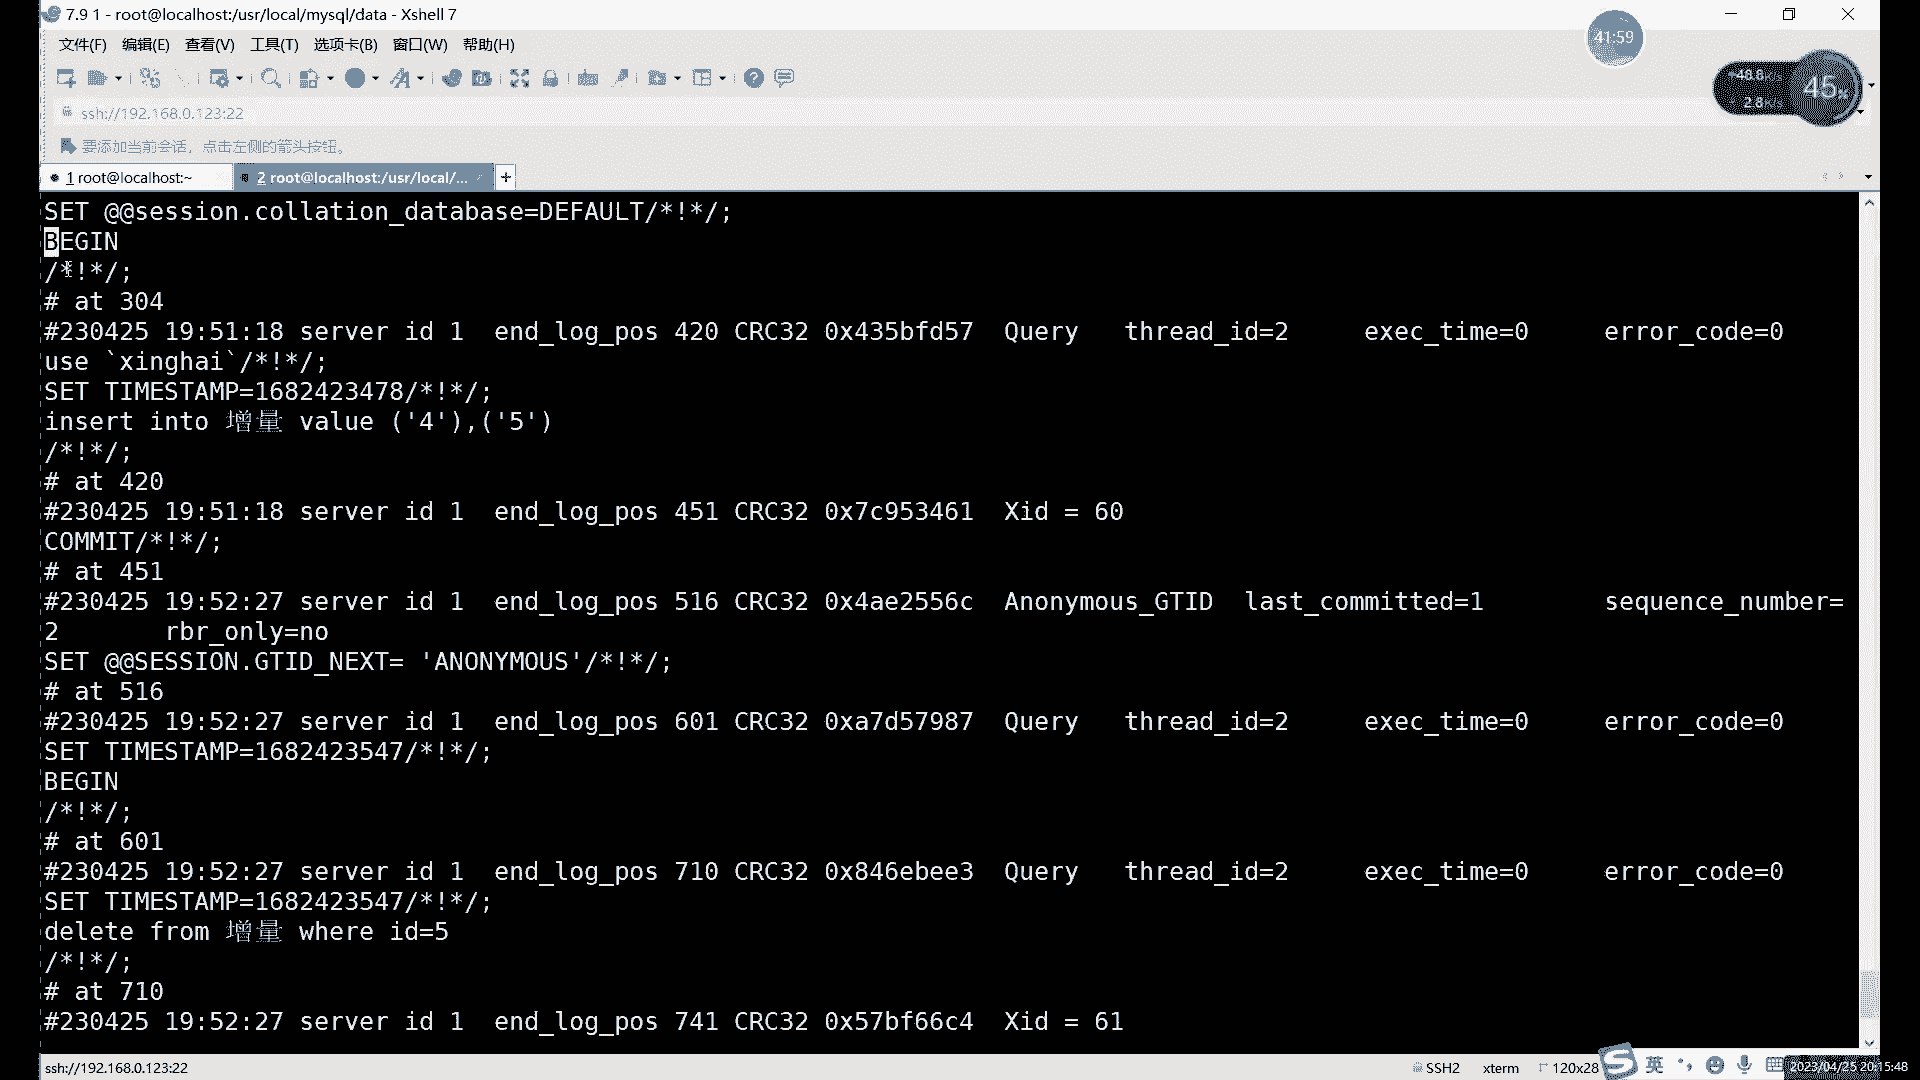 7.9 1 - root@localhost:/usr/local/mysql/data - Xshell 7
文件(F) 编辑(E) 查看(V) 工具(T) 选项卡(B) 窗口(W) 帮助(H)
41:59
48.8K/s
2.8K/s
45%
ssh://192.168.0.123:22
要添加当前会话，点击左侧的箭头按钮。
1 root@localhost:~
2 root@localhost:/usr/local/...
+
SET @@session.collation_database=DEFAULT/*!*/;
BEGIN
/*!*/;
# at 304
#230425 19:51:18 server id 1  end_log_pos 420 CRC32 0x435bfd57  Query   thread_id=2     exec_time=0     error_code=0
use `xinghai`/*!*/;
SET TIMESTAMP=1682423478/*!*/;
insert into 增量 value ('4'),('5')
/*!*/;
# at 420
#230425 19:51:18 server id 1  end_log_pos 451 CRC32 0x7c953461  Xid = 60
COMMIT/*!*/;
# at 451
#230425 19:52:27 server id 1  end_log_pos 516 CRC32 0x4ae2556c  Anonymous_GTID  last_committed=1        sequence_number=
2       rbr_only=no
SET @@SESSION.GTID_NEXT= 'ANONYMOUS'/*!*/;
# at 516
#230425 19:52:27 server id 1  end_log_pos 601 CRC32 0xa7d57987  Query   thread_id=2     exec_time=0     error_code=0
SET TIMESTAMP=1682423547/*!*/;
BEGIN
/*!*/;
# at 601
#230425 19:52:27 server id 1  end_log_pos 710 CRC32 0x846ebee3  Query   thread_id=2     exec_time=0     error_code=0
SET TIMESTAMP=1682423547/*!*/;
delete from 增量 where id=5
/*!*/;
# at 710
#230425 19:52:27 server id 1  end_log_pos 741 CRC32 0x57bf66c4  Xid = 61
ssh://192.168.0.123:22
SSH2
xterm
120x28
英
2023/04/25 20:15:48